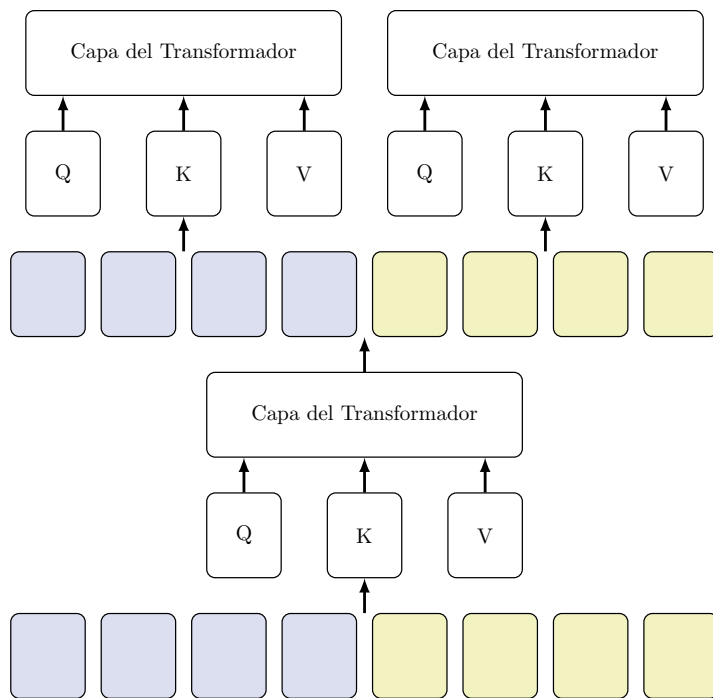 Capa del Transformador Capa del Transformador
Q K V Q K V
Capa del Transformador
Q K V